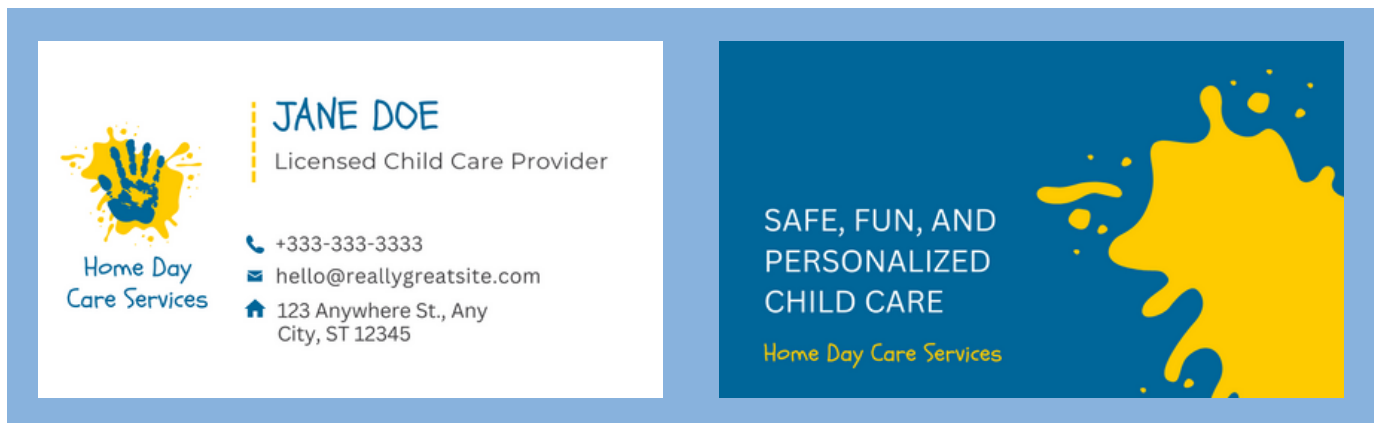 JANE DOE
Licensed Child Care Provider
+333-333-3333
hello@reallygreatsite.com
123 Anywhere St., Any
City, ST 12345
Home Day
Care Services
SAFE, FUN, AND
PERSONALIZED
CHILD CARE
Home Day Care Services